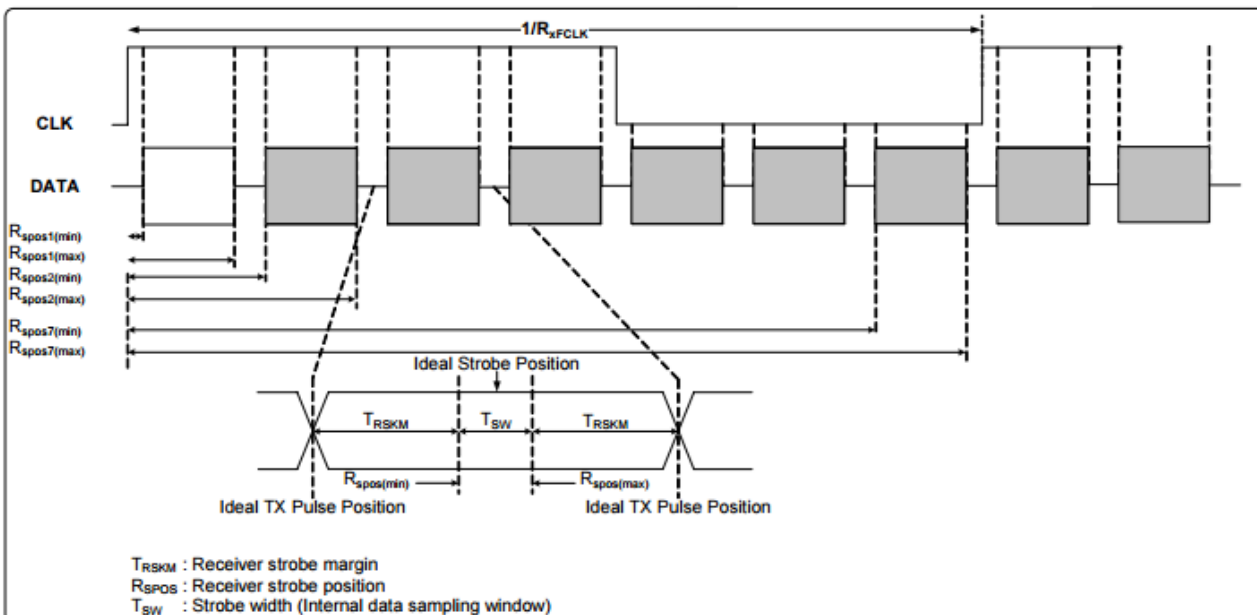 1/RxFCLK
CLK
DATA
Rspos1(min)
Rspos1(max)
Rspos2(min)
Rspos2(max)
Rspos7(min)
Rspos7(max)
Ideal Strobe Position
TRSKM TSW TRSKM
Rspos(min) Rspos(max)
Ideal TX Pulse Position Ideal TX Pulse Position
TRSKM : Receiver strobe margin
RSPOS : Receiver strobe position
TSW : Strobe width (Internal data sampling window)